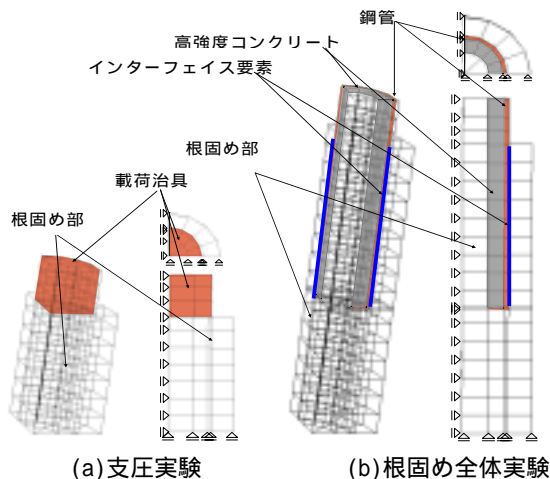 鋼管
高強度コンクリート
インターフェイス要素
根固め部
載荷治具
根固め部
(a)支圧実験
(b)根固め全体実験